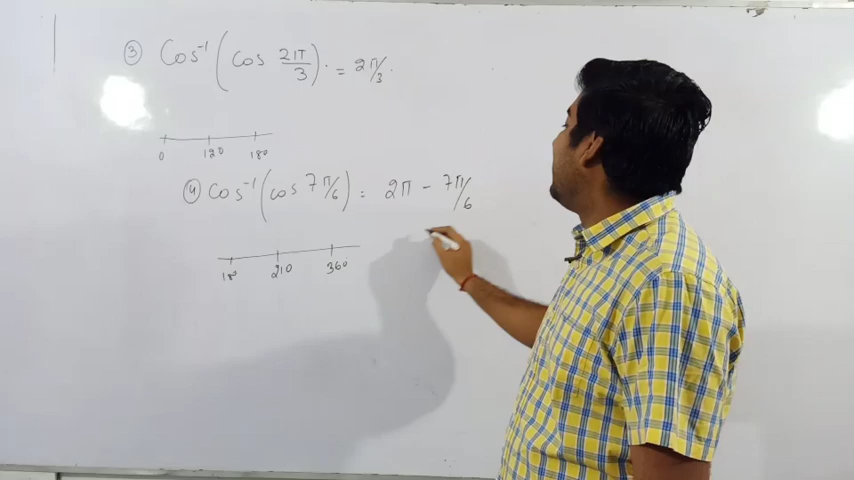 ③ Cos⁻¹ (cos 2π/3) = 2π/3.
0 120 180
④ Cos⁻¹ (cos 7π/6) = 2π - 7π/6
180 210 360